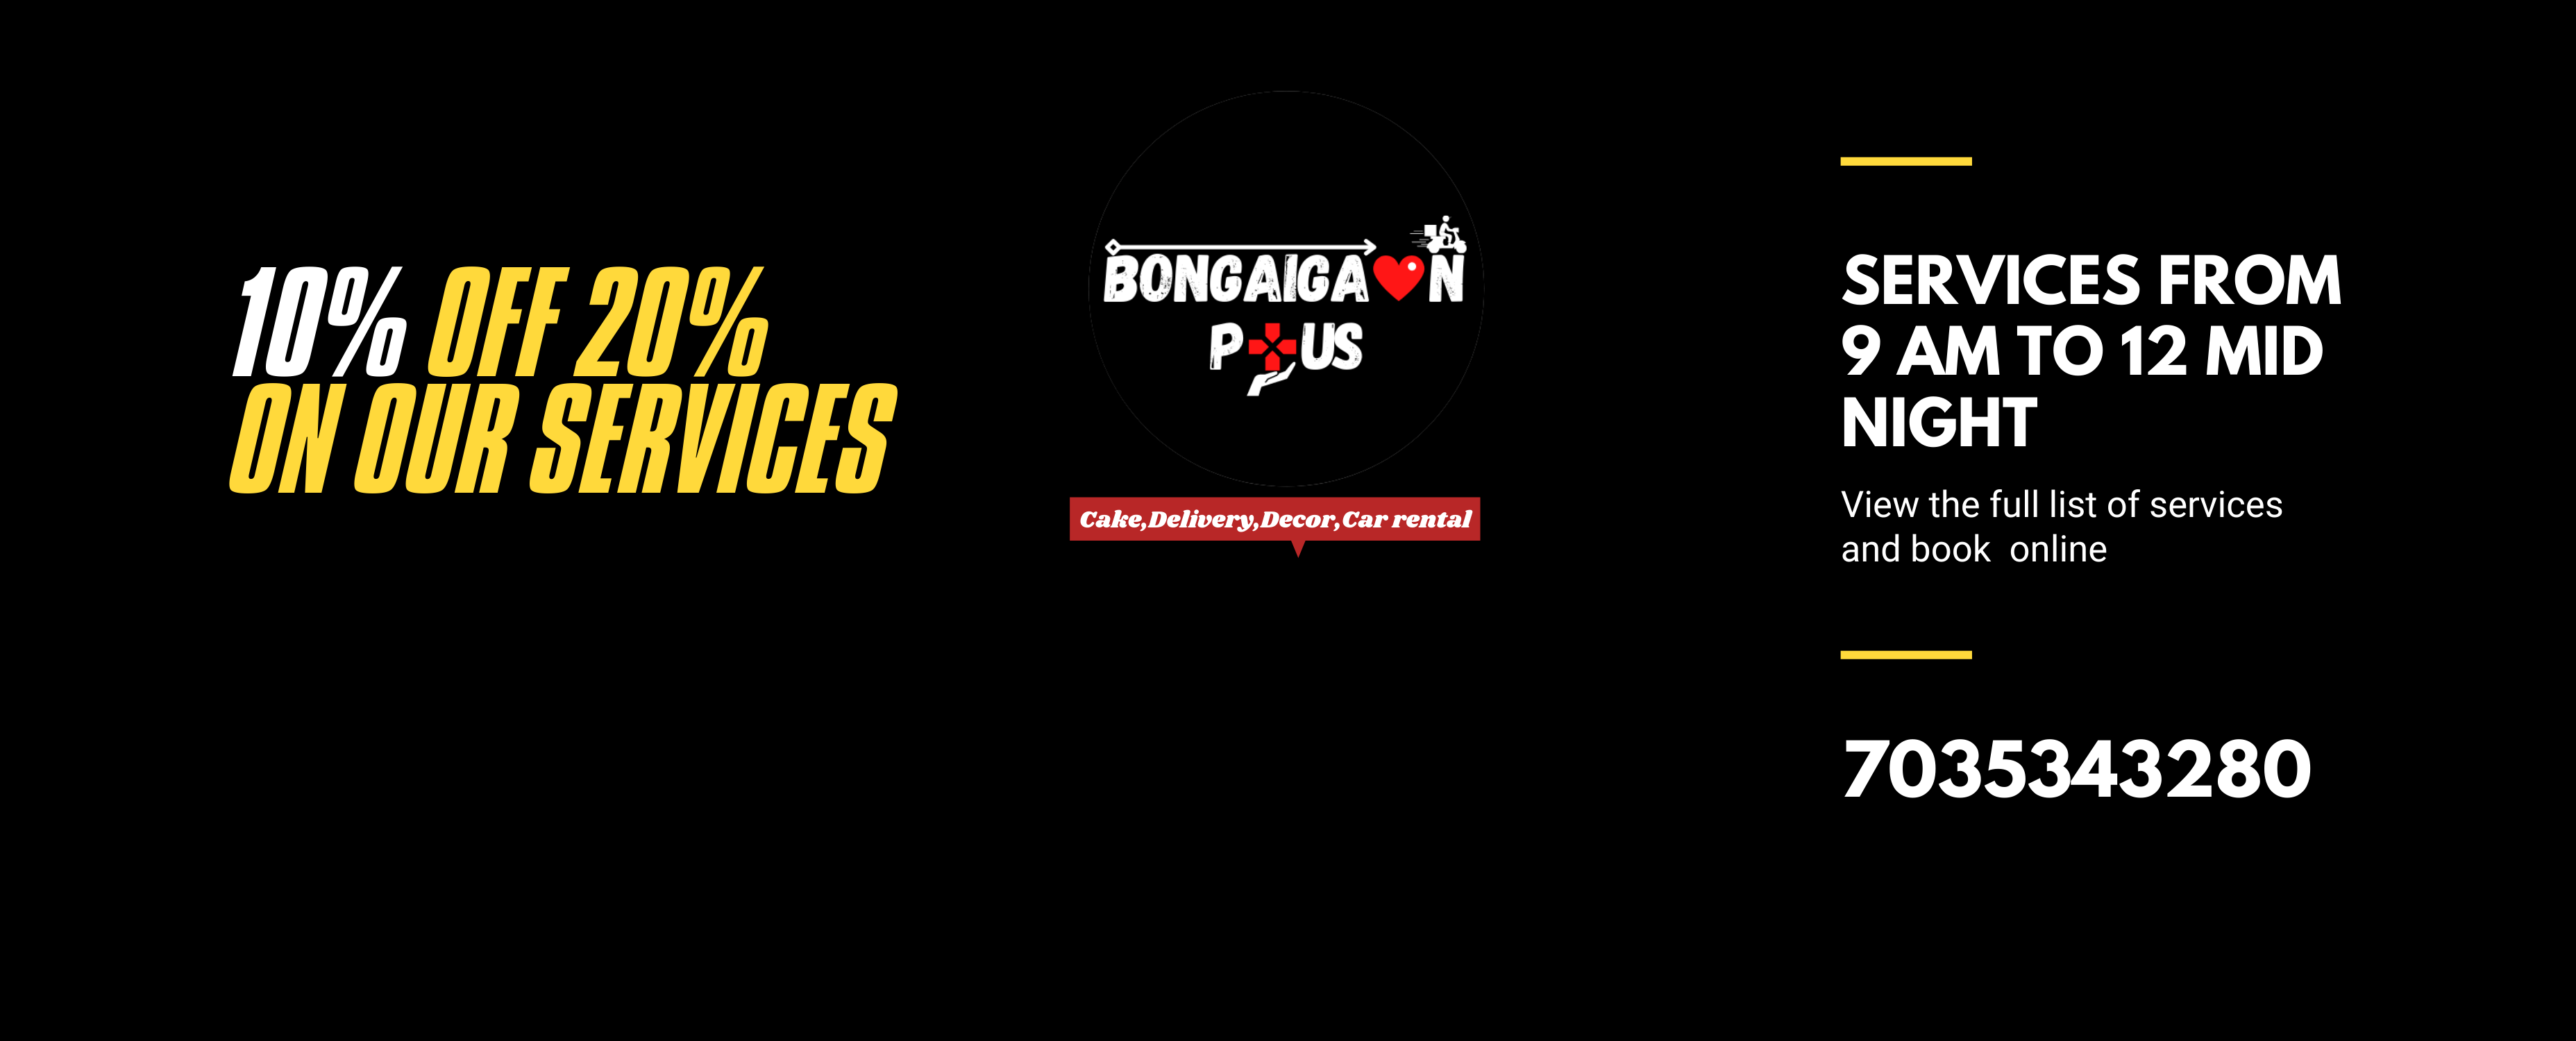 10% OFF 20%
ON OUR SERVICES
BONGAIGA❤N
P+US
Cake,Delivery,Decor,Car rental
SERVICES FROM
9 AM TO 12 MID
NIGHT
View the full list of services
and book  online
7035343280